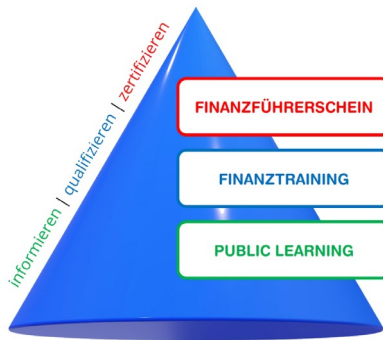 informieren | qualifizieren | zertifizieren
FINANZFÜHRERSCHEIN
FINANZTRAINING
PUBLIC LEARNING